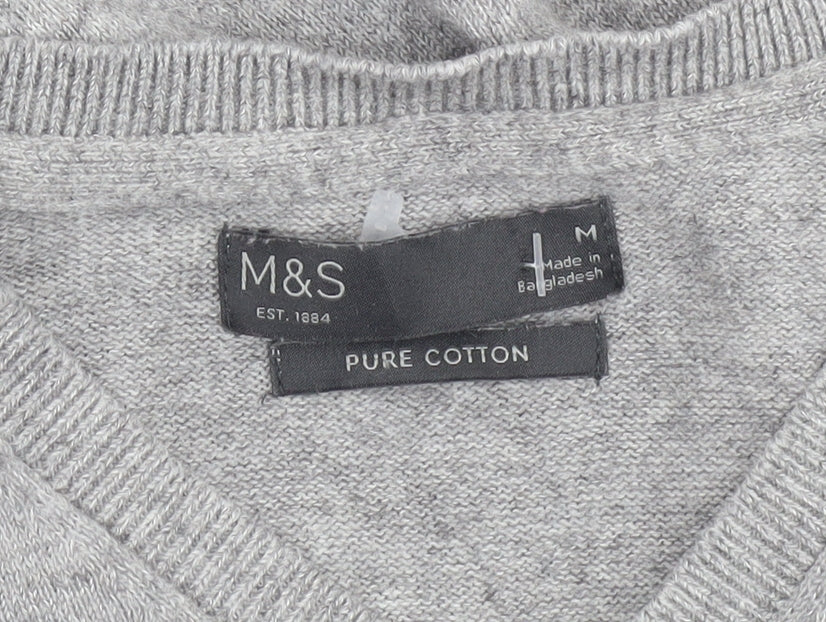 M&S
EST. 1884
M
Made in
Bangladesh
PURE COTTON